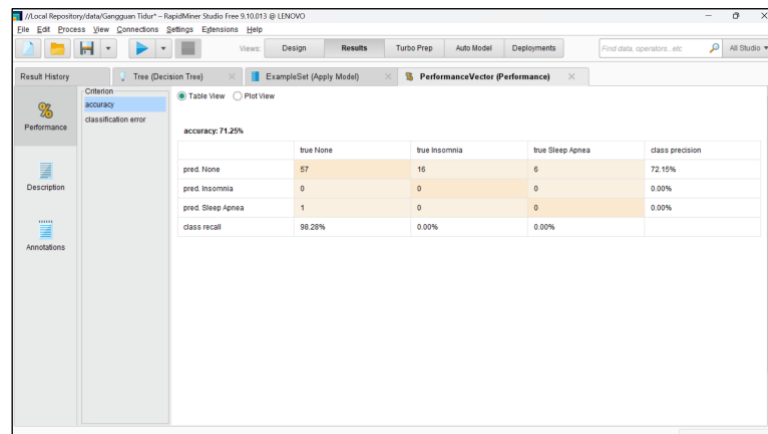 //Local Repository/data/Gangguan Tidur* – RapidMiner Studio Free 9.10.013 @ LENOVO
File Edit Process View Connections Settings Extensions Help
Views: Design Results Turbo Prep Auto Model Deployments Find data, operators...etc All Studio
Result History Tree (Decision Tree) ExampleSet (Apply Model) % PerformanceVector (Performance)
Criterion
accuracy
classification error
% Performance
Description
Annotations
Table View Plot View
accuracy: 71.25%
true None true Insomnia true Sleep Apnea class precision
pred. None 57 16 6 72.15%
pred. Insomnia 0 0 0 0.00%
pred. Sleep Apnea 1 0 0 0.00%
class recall 98.28% 0.00% 0.00%